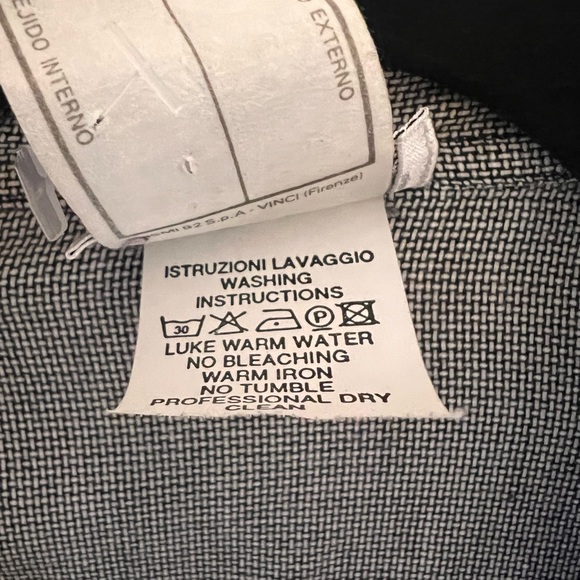 TEJIDO INTERNO
EXTERNO
S.p.A - VINCI (Firenze)
ISTRUZIONI LAVAGGIO
WASHING
INSTRUCTIONS
30 P
LUKE WARM WATER
NO BLEACHING
WARM IRON
NO TUMBLE
PROFESSIONAL DRY
CLEAN